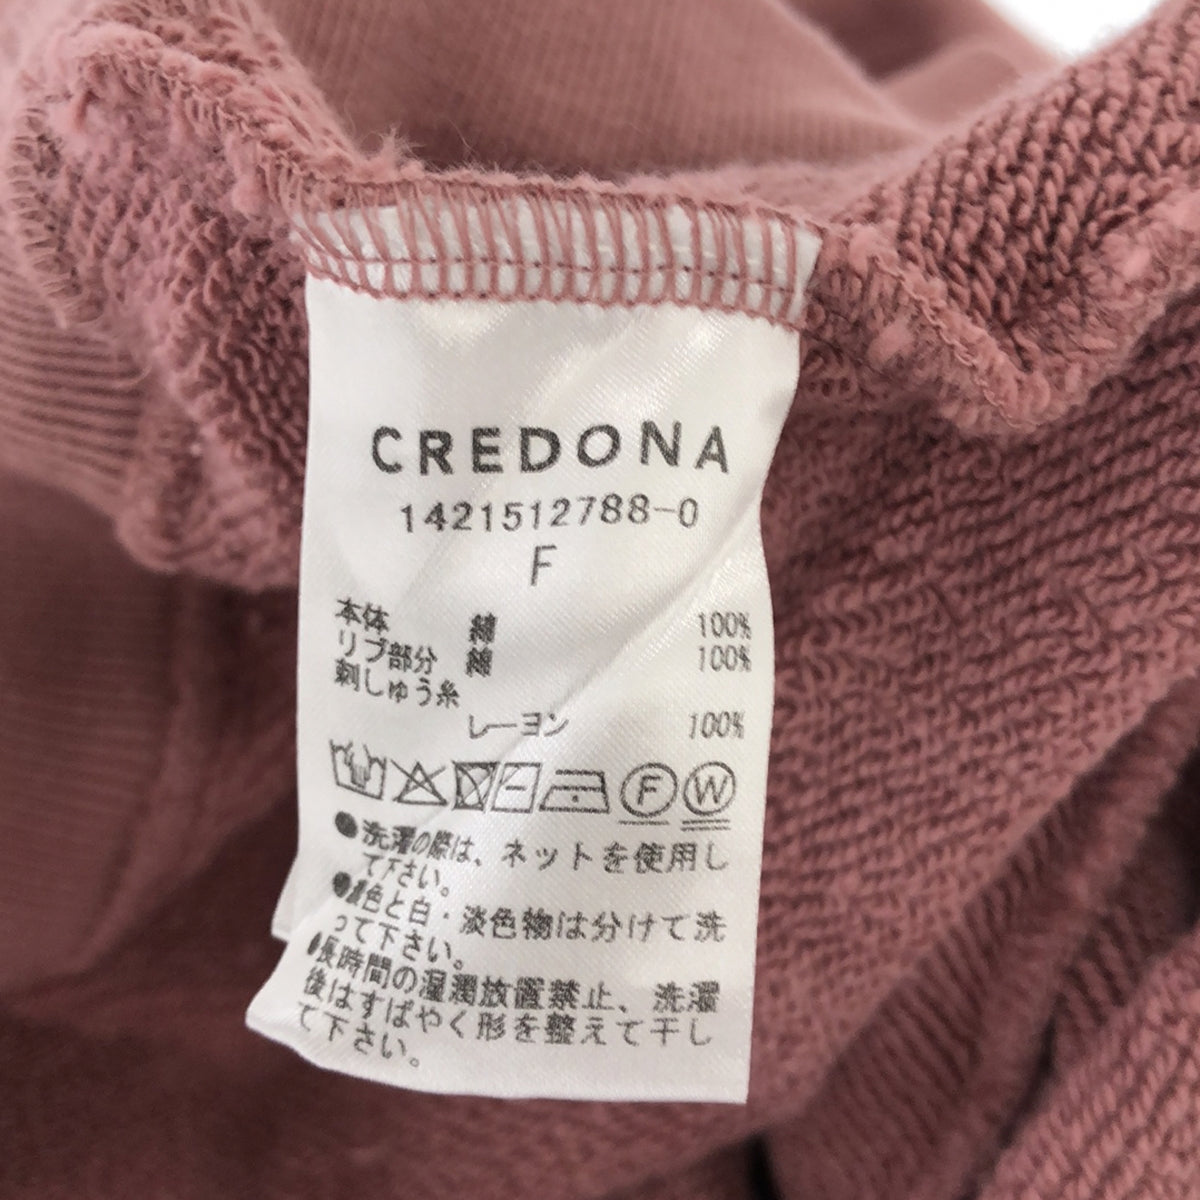 CREDONA
1421512788-0
F
本体 綿 100%
リブ部分 綿 100%
刺しゅう糸
レーヨン 100%
F W
●洗濯の際は、ネットを使用し
て下さい。
●濃色と白・淡色物は分けて洗
って下さい。
●長時間の湿潤放置禁止、洗濯
後はすばやく形を整えて干し
て下さい。